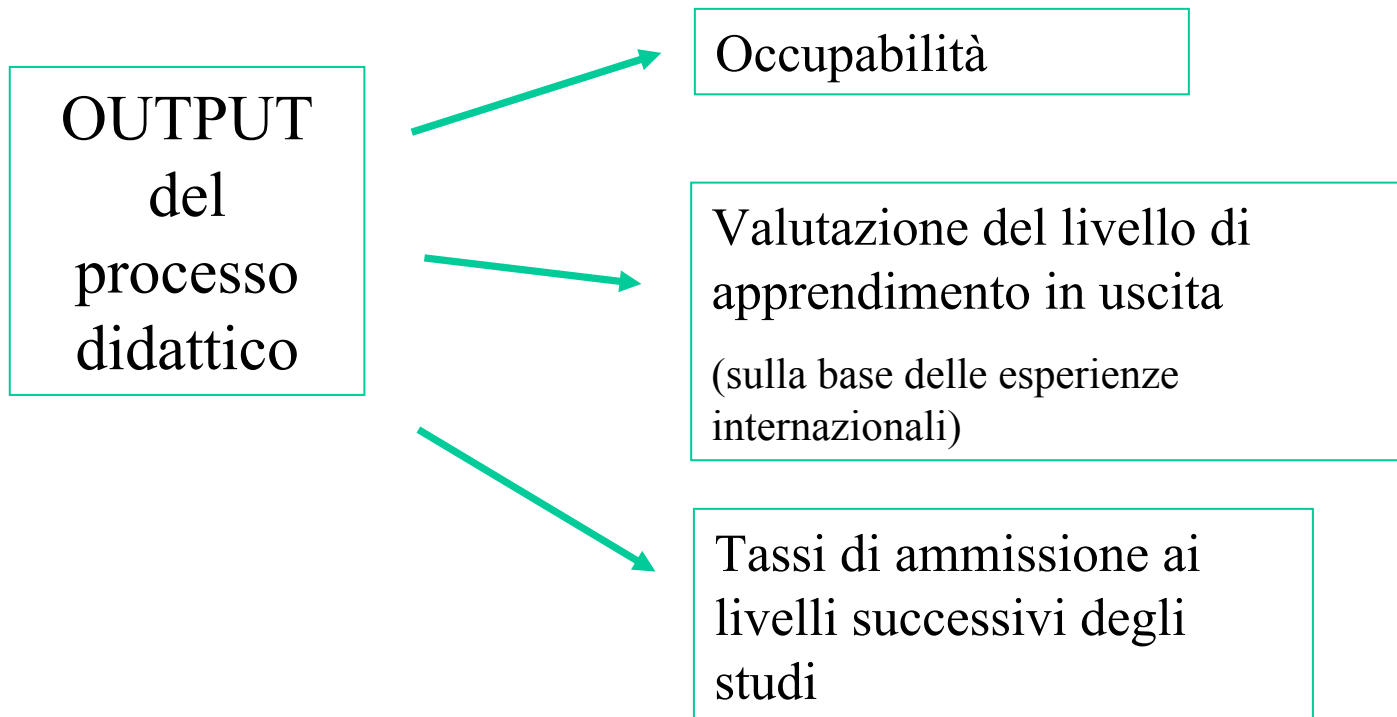 OUTPUT
del
processo
didattico
Occupabilità
Valutazione del livello di
apprendimento in uscita
(sulla base delle esperienze
internazionali)
Tassi di ammissione ai
livelli successivi degli
studi